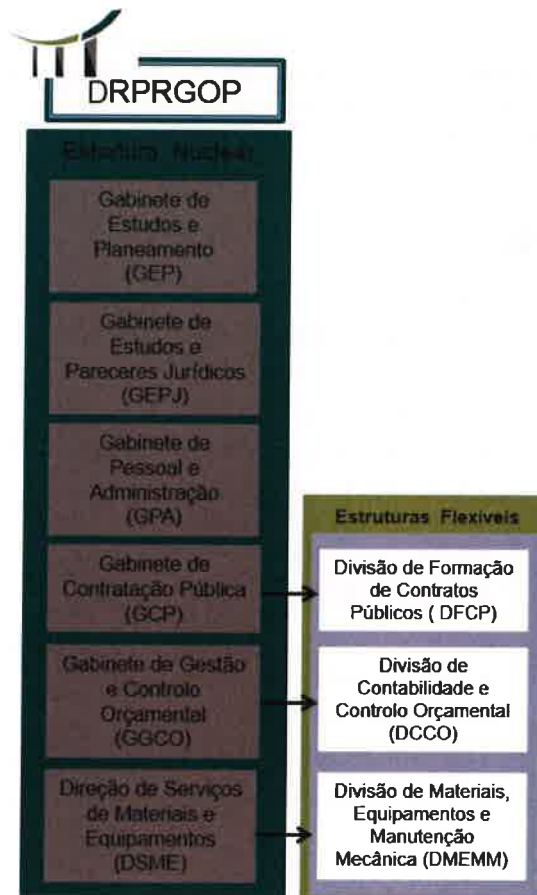 DRPRGOP
Estrutura Nuclear
Gabinete de
Estudos e
Planeamento
(GEP)
Gabinete de
Estudos e
Pareceres Jurídicos
(GEPJ)
Gabinete de
Pessoal e
Administração
(GPA)
Gabinete de
Contratação Pública
(GCP)
Gabinete de Gestão
e Controlo
Orçamental
(GGCO)
Direção de Serviços
de Materiais e
Equipamentos
(DSME)
Estruturas Flexíveis
Divisão de Formação
de Contratos
Públicos ( DFCP)
Divisão de
Contabilidade e
Controlo Orçamental
(DCCO)
Divisão de Materiais,
Equipamentos e
Manutenção
Mecânica (DMEMM)